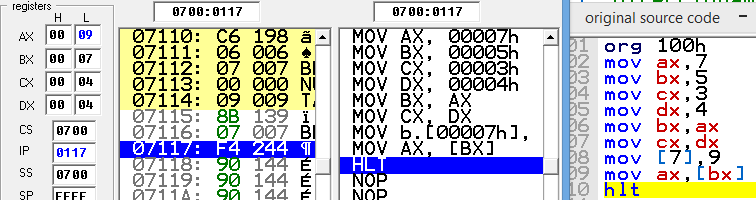 registers
H L
AX 00 09
BX 00 07
CX 00 04
DX 00 04
CS 0700
IP 0117
SS 0700
SP FFFE
0700:0117
07110: C6 198 ã
07111: 06 006 ♠
07112: 07 007 BE
07113: 00 000 NU
07114: 09 009 TA
07115: 8B 139 ï
07116: 07 007 BE
07117: F4 244 ¶
07118: 90 144 É
07119: 90 144 É
0711A: 90 144 É
0700:0117
MOV AX, 00007h
MOV BX, 00005h
MOV CX, 00003h
MOV DX, 00004h
MOV BX, AX
MOV CX, DX
MOV b.[00007h],
MOV AX, [BX]
HLT
NOP
NOP
original source code
01 org 100h
02 mov ax,7
03 mov bx,5
04 mov cx,3
05 mov dx,4
06 mov bx,ax
07 mov cx,dx
08 mov [7],9
09 mov ax,[bx]
10 hlt